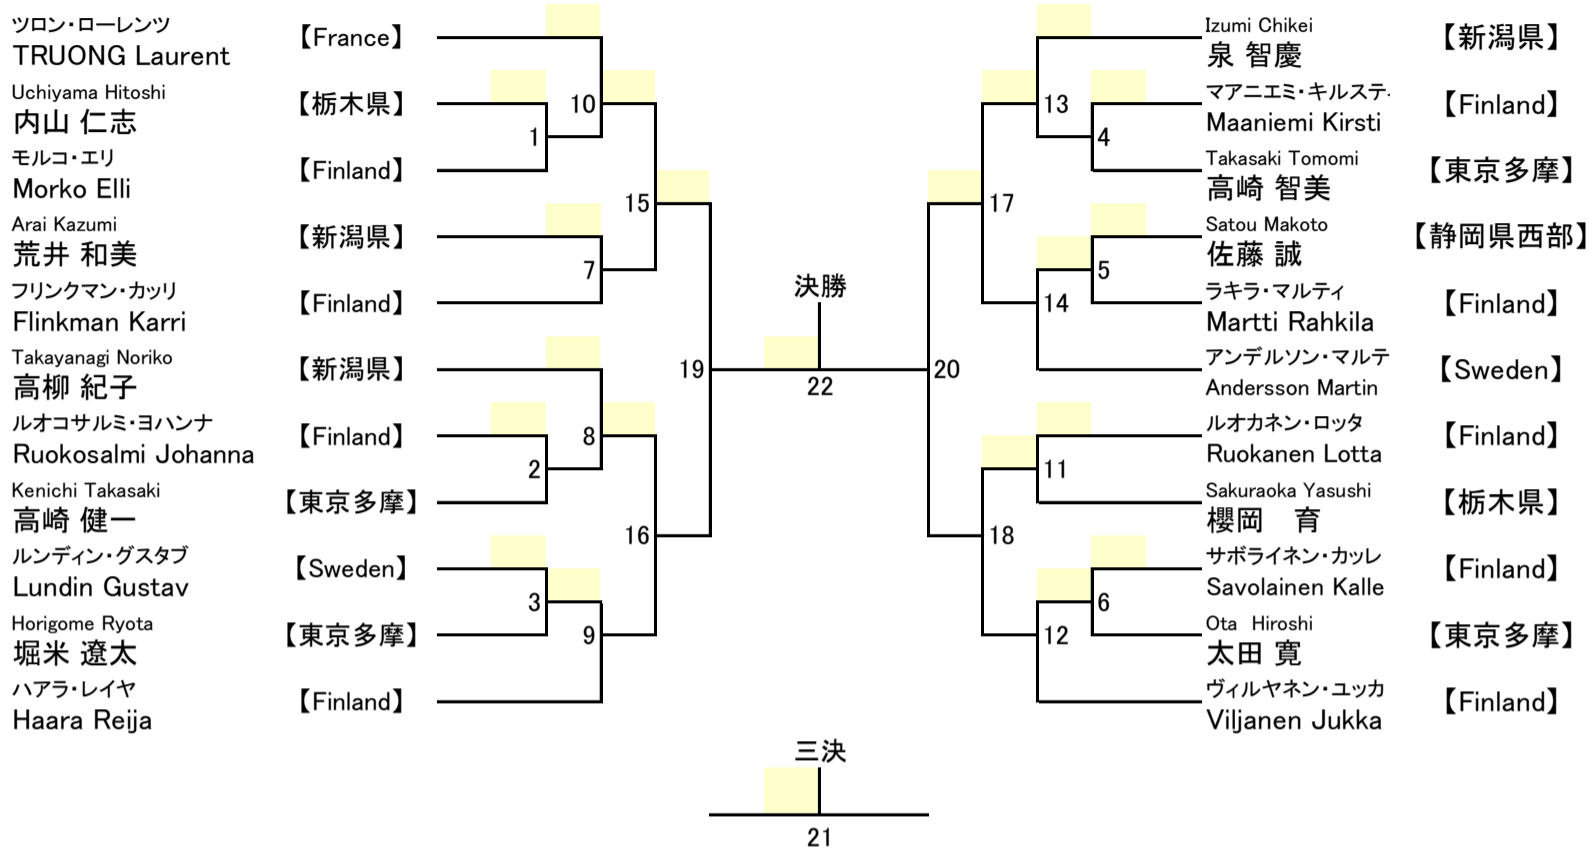 ツロン・ローレンツ
TRUONG Laurent
【France】
Uchiyama Hitoshi
内山 仁志
【栃木県】
モルコ・エリ
Morko Elli
【Finland】
Arai Kazumi
荒井 和美
【新潟県】
フリンクマン・カッリ
Flinkman Karri
【Finland】
Takayanagi Noriko
高柳 紀子
【新潟県】
ルオコサルミ・ヨハンナ
Ruokosalmi Johanna
【Finland】
Kenichi Takasaki
高崎 健一
【東京多摩】
ルンディン・グスタブ
Lundin Gustav
【Sweden】
Horigome Ryota
堀米 遼太
【東京多摩】
ハアラ・レイヤ
Haara Reija
【Finland】
10
1
15
7
19
8
2
16
3
9
決勝
22
三決
21
13
4
17
5
14
20
11
18
6
12
Izumi Chikei
泉 智慶
【新潟県】
マアニエミ・キルスティ
Maaniemi Kirsti
【Finland】
Takasaki Tomomi
高崎 智美
【東京多摩】
Satou Makoto
佐藤 誠
【静岡県西部】
ラキラ・マルティ
Martti Rahkila
【Finland】
アンデルソン・マルテ
Andersson Martin
【Sweden】
ルオカネン・ロッタ
Ruokanen Lotta
【Finland】
Sakuraoka Yasushi
櫻岡　育
【栃木県】
サボライネン・カッレ
Savolainen Kalle
【Finland】
Ota Hiroshi
太田 寛
【東京多摩】
ヴィルヤネン・ユッカ
Viljanen Jukka
【Finland】